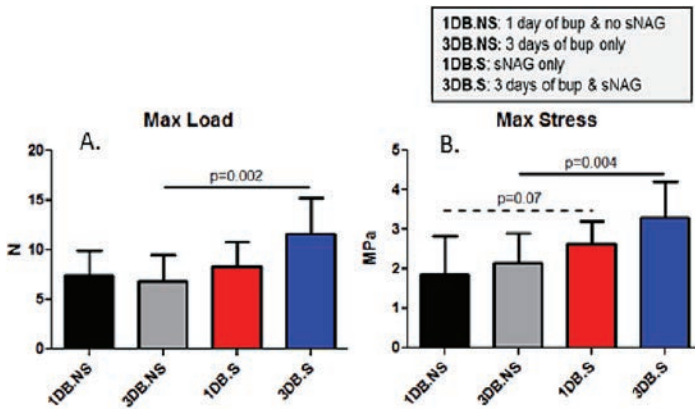 1DB.NS: 1 day of bup & no sNAG
3DB.NS: 3 days of bup only
1DB.S: sNAG only
3DB.S: 3 days of bup & sNAG
Max Load
A.
20
15
10
5
0
N
p=0.002
1DB.NS
3DB.NS
1DB.S
3DB.S
Max Stress
B.
5
4
3
2
1
0
MPa
p=0.004
p=0.07
1DB.NS
3DB.NS
1DB.S
3DB.S